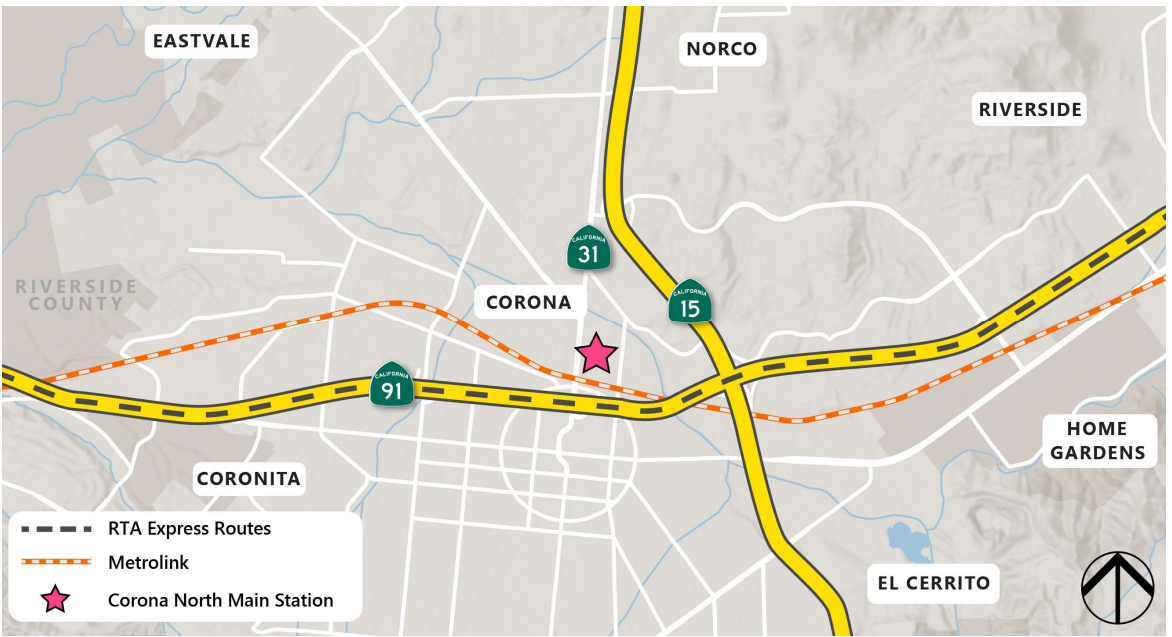 EASTVALE
NORCO
RIVERSIDE
CALIFORNIA
31
RIVERSIDE
COUNTY
CORONA
CALIFORNIA
15
CALIFORNIA
91
HOME
GARDENS
CORONITA
RTA Express Routes
Metrolink
Corona North Main Station
EL CERRITO